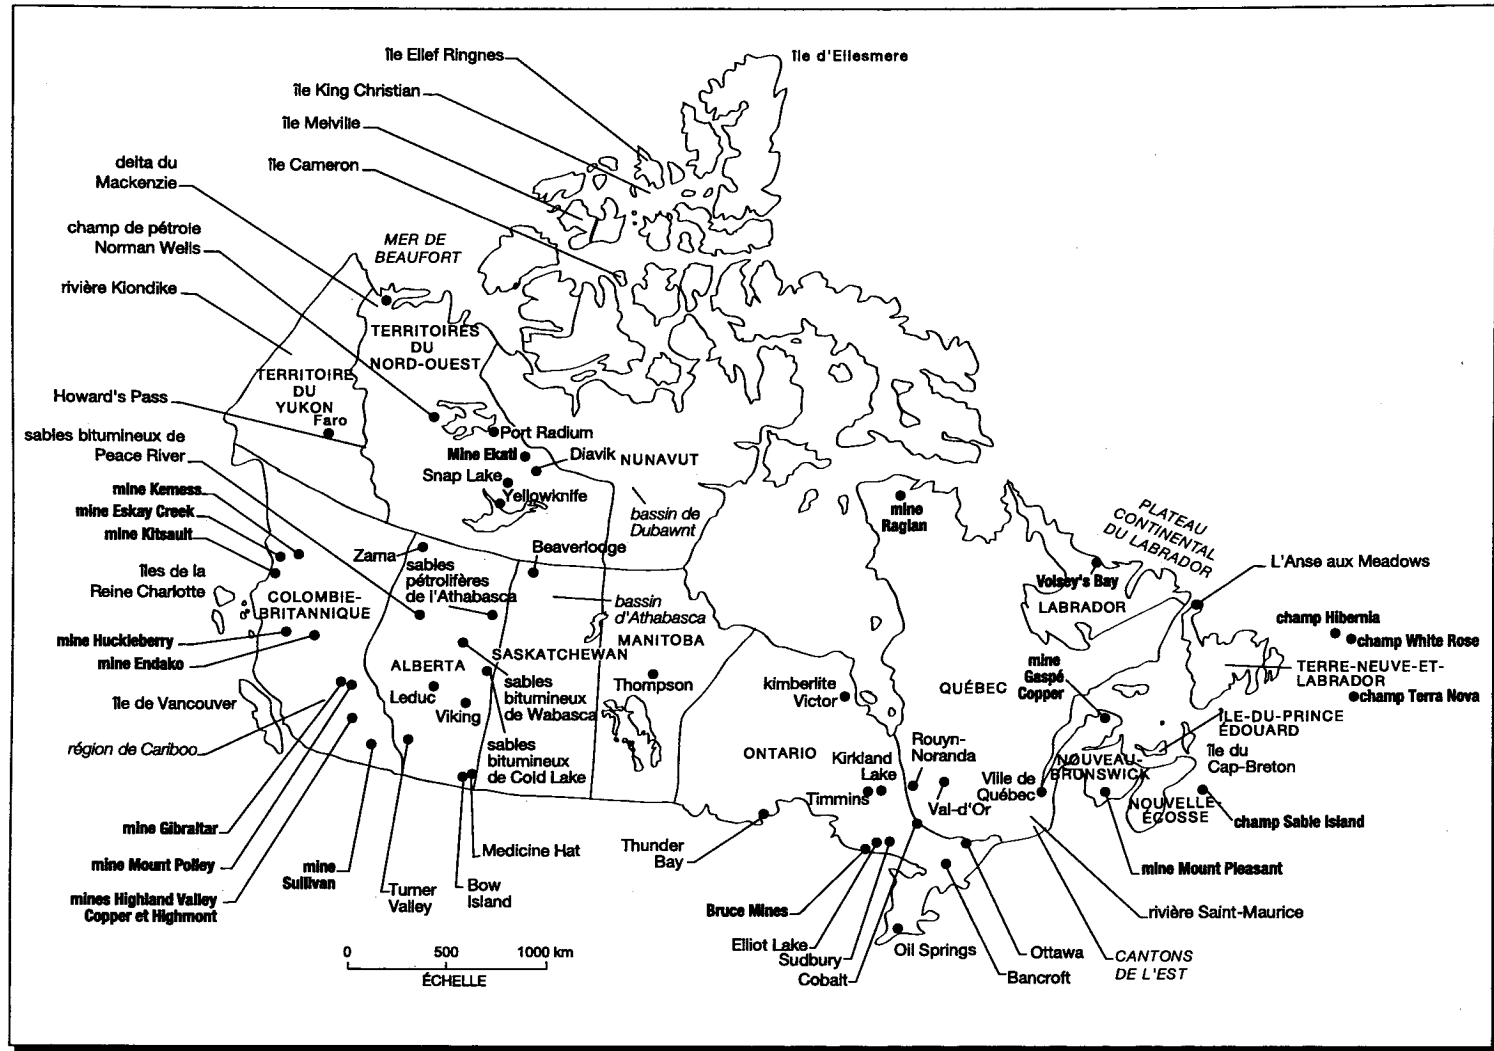 île Ellef Ringnes
île d'Ellesmere
île King Christian
île Melville
île Cameron
delta du
Mackenzie
champ de pétrole
Norman Wells
MER DE
BEAUFORT
rivière Klondike
TERRITOIRES
DU
NORD-OUEST
TERRITOIRE
DU
YUKON
Faro
Howard's Pass
sables bitumineux de
Peace River
Port Radium
Mine Ekati
Diavik
NUNAVUT
Snap Lake
Yellowknife
bassin de
Dubawnt
mine Kemess
mine Eskay Creek
mine Kitsault
îles de la
Reine Charlotte
Zama
sables
pétrolifères
de l'Athabasca
Beaverlodge
bassin
d'Athabasca
mine
Raglan
PLATEAU
CONTINENTAL
DU LABRADOR
L'Anse aux Meadows
Voisey's Bay
LABRADOR
COLOMBIE-
BRITANNIQUE
mine Huckleberry
mine Endako
ALBERTA
SASKATCHEWAN
MANITOBA
Leduc
Viking
sables
bitumineux
de Wabasca
Thompson
kimberlite
Victor
QUÉBEC
mine
Gaspé
Copper
champ Hibernia
champ White Rose
TERRE-NEUVE-ET-
LABRADOR
champ Terra Nova
île de Vancouver
région de Cariboo
sables
bitumineux
de Cold Lake
ONTARIO
Kirkland
Lake
Timmins
Rouyn-
Noranda
Val-d'Or
Ville de
Québec
NOUVEAU-
BRUNSWICK
ÎLE-DU-PRINCE
ÉDOUARD
île du
Cap-Breton
NOUVELLE-
ÉCOSSE
champ Sable Island
mine Gibraltar
mine Mount Polley
mines Highland Valley
Copper et Highmont
mine
Sullivan
Turner
Valley
Medicine Hat
Bow
Island
Thunder
Bay
Bruce Mines
Elliot Lake
Sudbury
Cobalt
Oil Springs
Bancroft
Ottawa
mine Mount Pleasant
rivière Saint-Maurice
CANTONS
DE L'EST
0 500 1000 km
ÉCHELLE